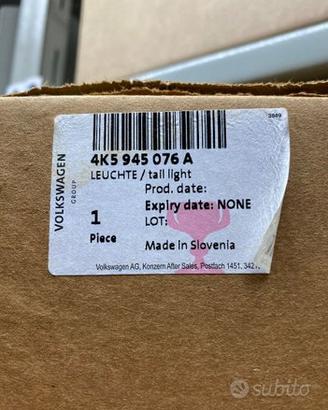 3849
VOLKSWAGEN
GROUP
4K5 945 076 A
LEUCHTE / tail light
Prod. date:
Expiry date: NONE
1 LOT:
Piece
Made in Slovenia
Volkswagen AG, Konzern After Sales, Postfach 1451, 342
subito